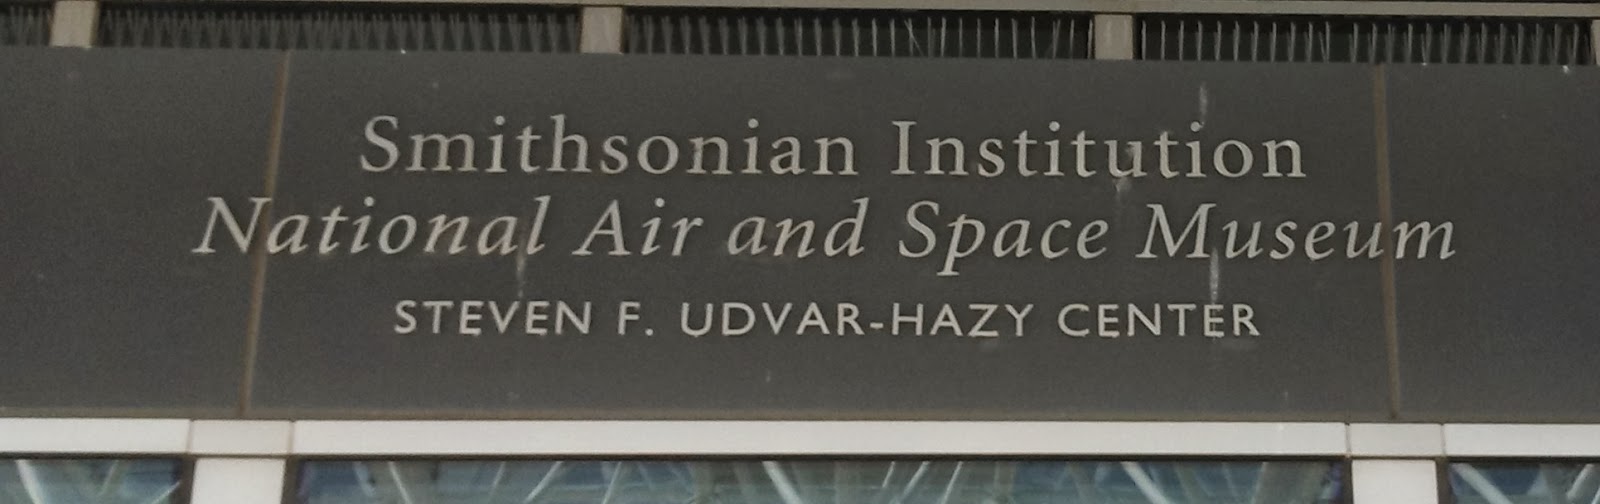 Smithsonian Institution
National Air and Space Museum
STEVEN F. UDVAR-HAZY CENTER